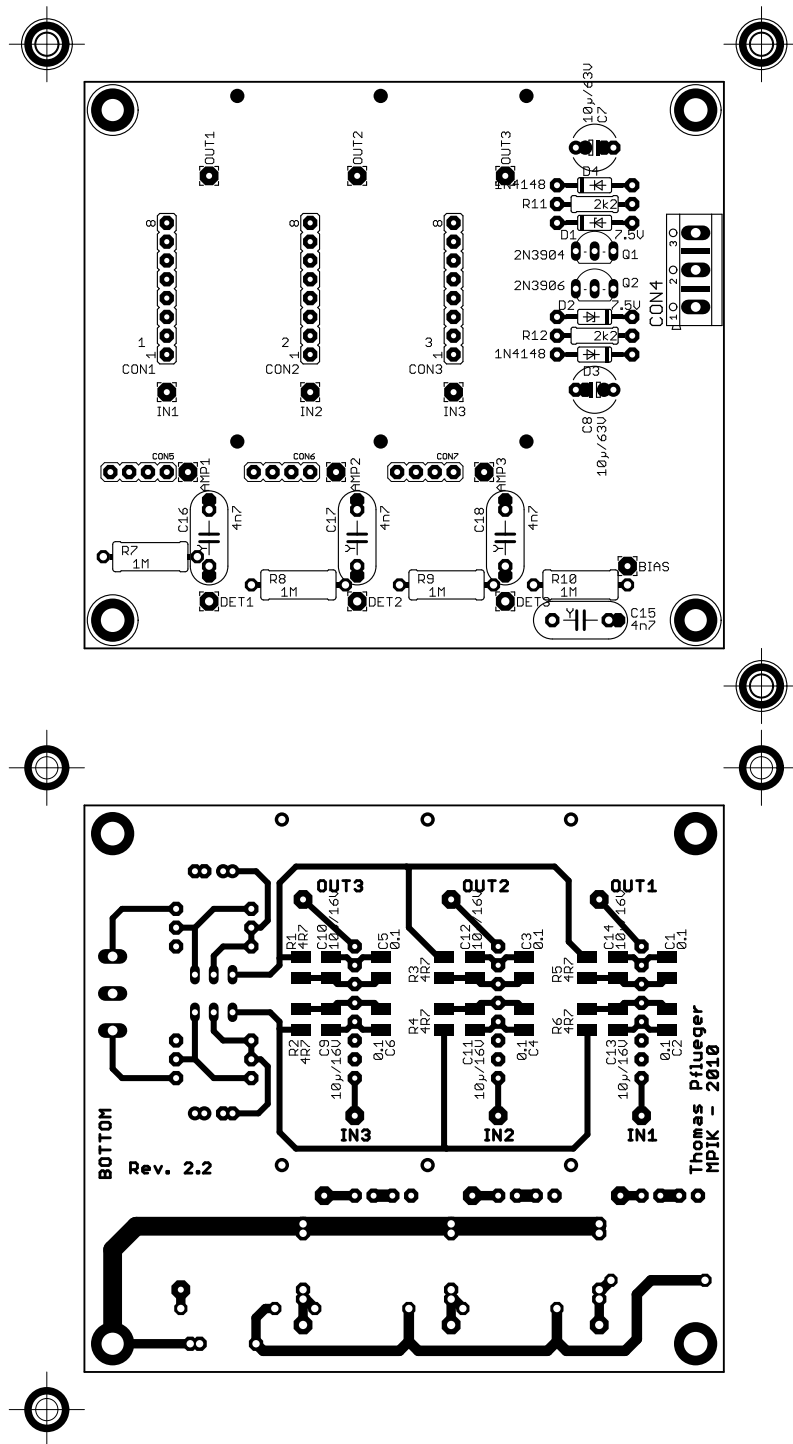 10µ/63V
C7
OUT1
OUT2
OUT3
D4
1N4148
R11
2k2
8
8
8
D1
7.5V
2N3904
Q1
2N3906
Q2
D2
7.5V
R12
2k2
1N4148
D3
CON4
3
2
1
1
2
3
1
1
1
CON1
CON2
CON3
IN1
IN2
IN3
C8
10µ/63V
CON5
CON6
CON7
AMP1
AMP2
AMP3
C16
4n7
C17
4n7
C18
4n7
Y
Y
Y
R7
1M
R8
1M
R9
1M
R10
1M
BIAS
DET1
DET2
DET3
Y
C15
4n7
OUT3
OUT2
OUT1
R1
4R7
C10
10µ/16V
C5
0.1
C12
10µ/16V
C3
0.1
C14
10µ/16V
C1
0.1
R3
4R7
R5
4R7
R4
4R7
R6
4R7
R2
4R7
C9
10µ/16V
0.1
C6
C11
10µ/16V
0.1
C4
C13
10µ/16V
0.1
C2
IN3
IN2
IN1
Thomas Pflueger
MPIK - 2010
BOTTOM
Rev. 2.2